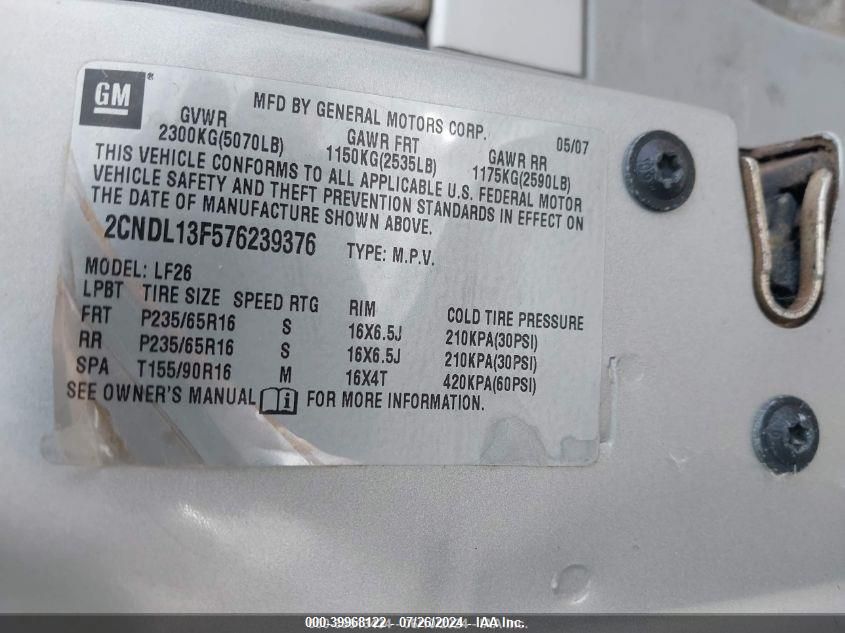 GM ®
MFD BY GENERAL MOTORS CORP. 05/07
GVWR GAWR FRT GAWR RR
2300KG(5070LB) 1150KG(2535LB) 1175KG(2590LB)
THIS VEHICLE CONFORMS TO ALL APPLICABLE U.S. FEDERAL MOTOR
VEHICLE SAFETY AND THEFT PREVENTION STANDARDS IN EFFECT ON
THE DATE OF MANUFACTURE SHOWN ABOVE.
2CNDL13F576239376 TYPE: M.P.V.
MODEL: LF26
LPBT TIRE SIZE SPEED RTG RIM COLD TIRE PRESSURE
FRT P235/65R16 S 16X6.5J 210KPA(30PSI)
RR P235/65R16 S 16X6.5J 210KPA(30PSI)
SPA T155/90R16 M 16X4T 420KPA(60PSI)
SEE OWNER'S MANUAL i FOR MORE INFORMATION.
000-39968122 - 07/26/2024 - IAA Inc.